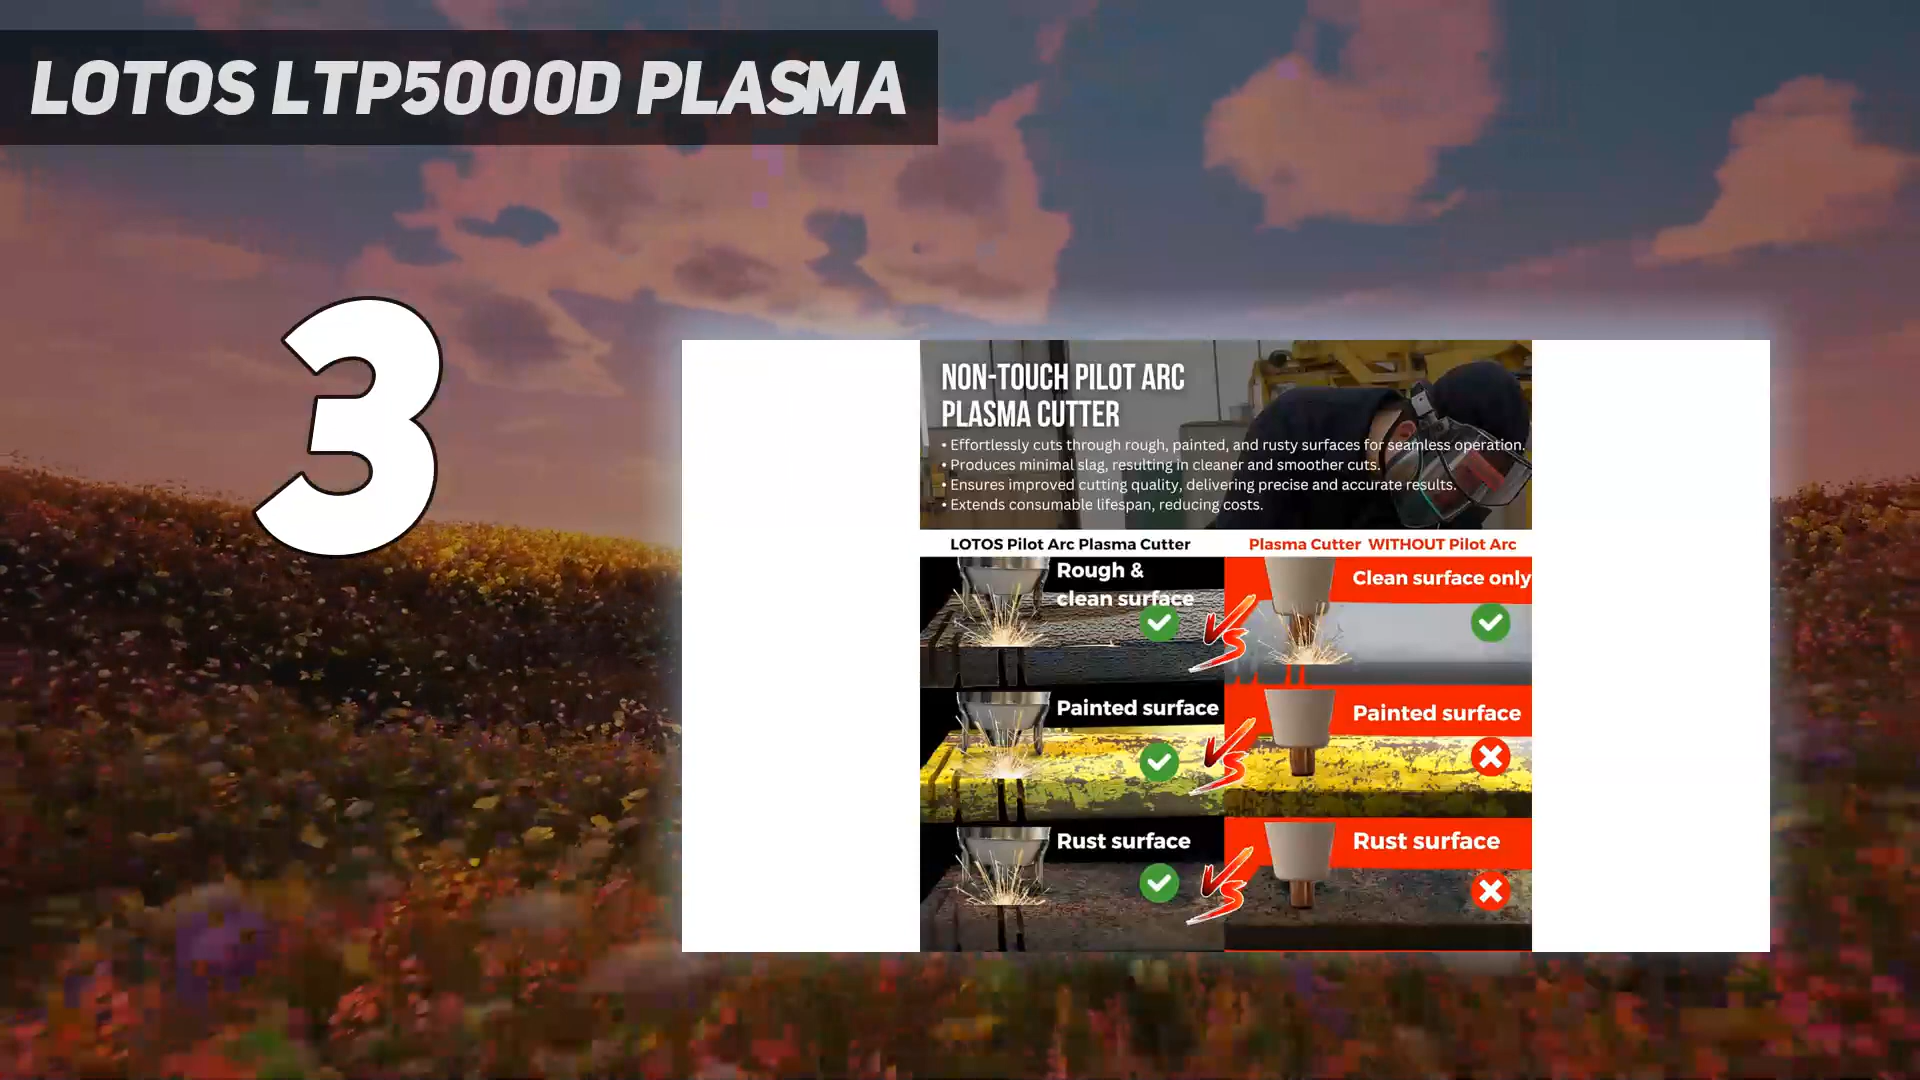 LOTOS LTP5000D PLASMA
3
NON-TOUCH PILOT ARC
PLASMA CUTTER
• Effortlessly cuts through rough, painted, and rusty surfaces for seamless operation.
• Produces minimal slag, resulting in cleaner and smoother cuts.
• Ensures improved cutting quality, delivering precise and accurate results.
• Extends consumable lifespan, reducing costs.
LOTOS Pilot Arc Plasma Cutter
Plasma Cutter WITHOUT Pilot Arc
Rough &
clean surface
VS
Clean surface only
Painted surface
VS
Painted surface
Rust surface
VS
Rust surface